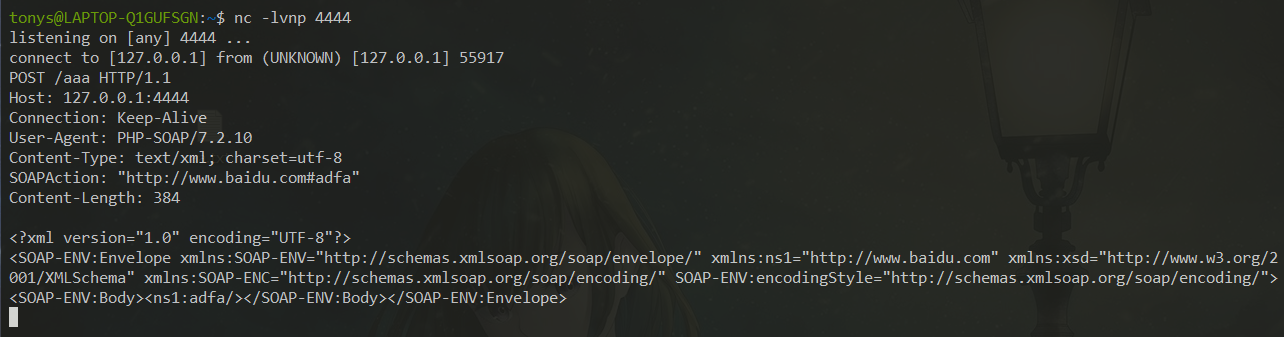 tonys@LAPTOP-Q1GUFSGN:~$ nc -lvnp 4444
listening on [any] 4444 ...
connect to [127.0.0.1] from (UNKNOWN) [127.0.0.1] 55917
POST /aaa HTTP/1.1
Host: 127.0.0.1:4444
Connection: Keep-Alive
User-Agent: PHP-SOAP/7.2.10
Content-Type: text/xml; charset=utf-8
SOAPAction: "http://www.baidu.com#adfa"
Content-Length: 384

<?xml version="1.0" encoding="UTF-8"?>
<SOAP-ENV:Envelope xmlns:SOAP-ENV="http://schemas.xmlsoap.org/soap/envelope/" xmlns:ns1="http://www.baidu.com" xmlns:xsd="http://www.w3.org/2
001/XMLSchema" xmlns:SOAP-ENC="http://schemas.xmlsoap.org/soap/encoding/" SOAP-ENV:encodingStyle="http://schemas.xmlsoap.org/soap/encoding/">
<SOAP-ENV:Body><ns1:adfa/></SOAP-ENV:Body></SOAP-ENV:Envelope>